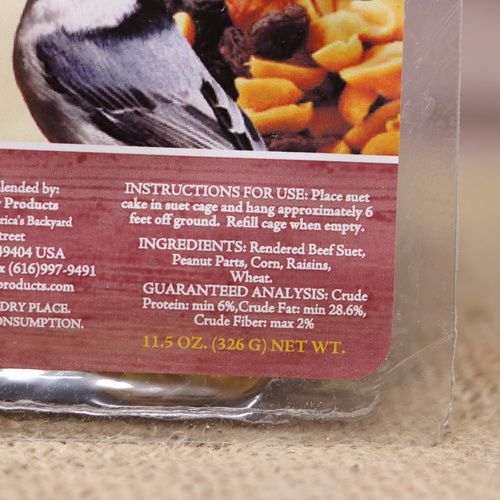 lended by:
Products
rica's Backyard
treet
49404 USA
x (616)997-9491
products.com
DRY PLACE.
ONSUMPTION.
INSTRUCTIONS FOR USE: Place suet
cake in suet cage and hang approximately 6
feet off ground. Refill cage when empty.
INGREDIENTS: Rendered Beef Suet,
Peanut Parts, Corn, Raisins,
Wheat.
GUARANTEED ANALYSIS: Crude
Protein: min 6%,Crude Fat: min 28.6%,
Crude Fiber: max 2%
11.5 OZ. (326 G) NET WT.